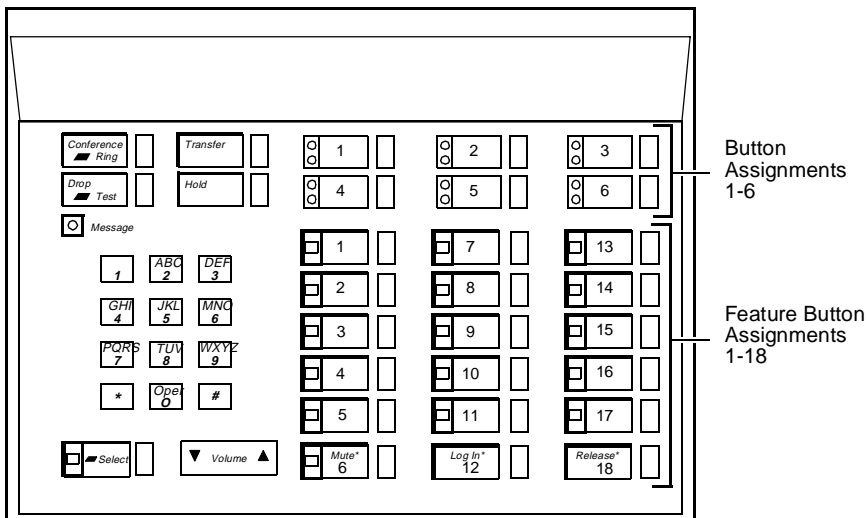 Conference
Ring
Transfer
1
2
3
Drop
Test
Hold
4
5
6
Message
Button
Assignments
1-6
1
7
13
1
ABC
2
DEF
3
2
8
14
GHI
4
JKL
5
MNO
6
3
9
15
PQRS
7
TUV
8
WXYZ
9
4
10
16
*
Oper
0
#
5
11
17
Select
Volume
Mute*
6
Log In*
12
Release*
18
Feature Button
Assignments
1-18